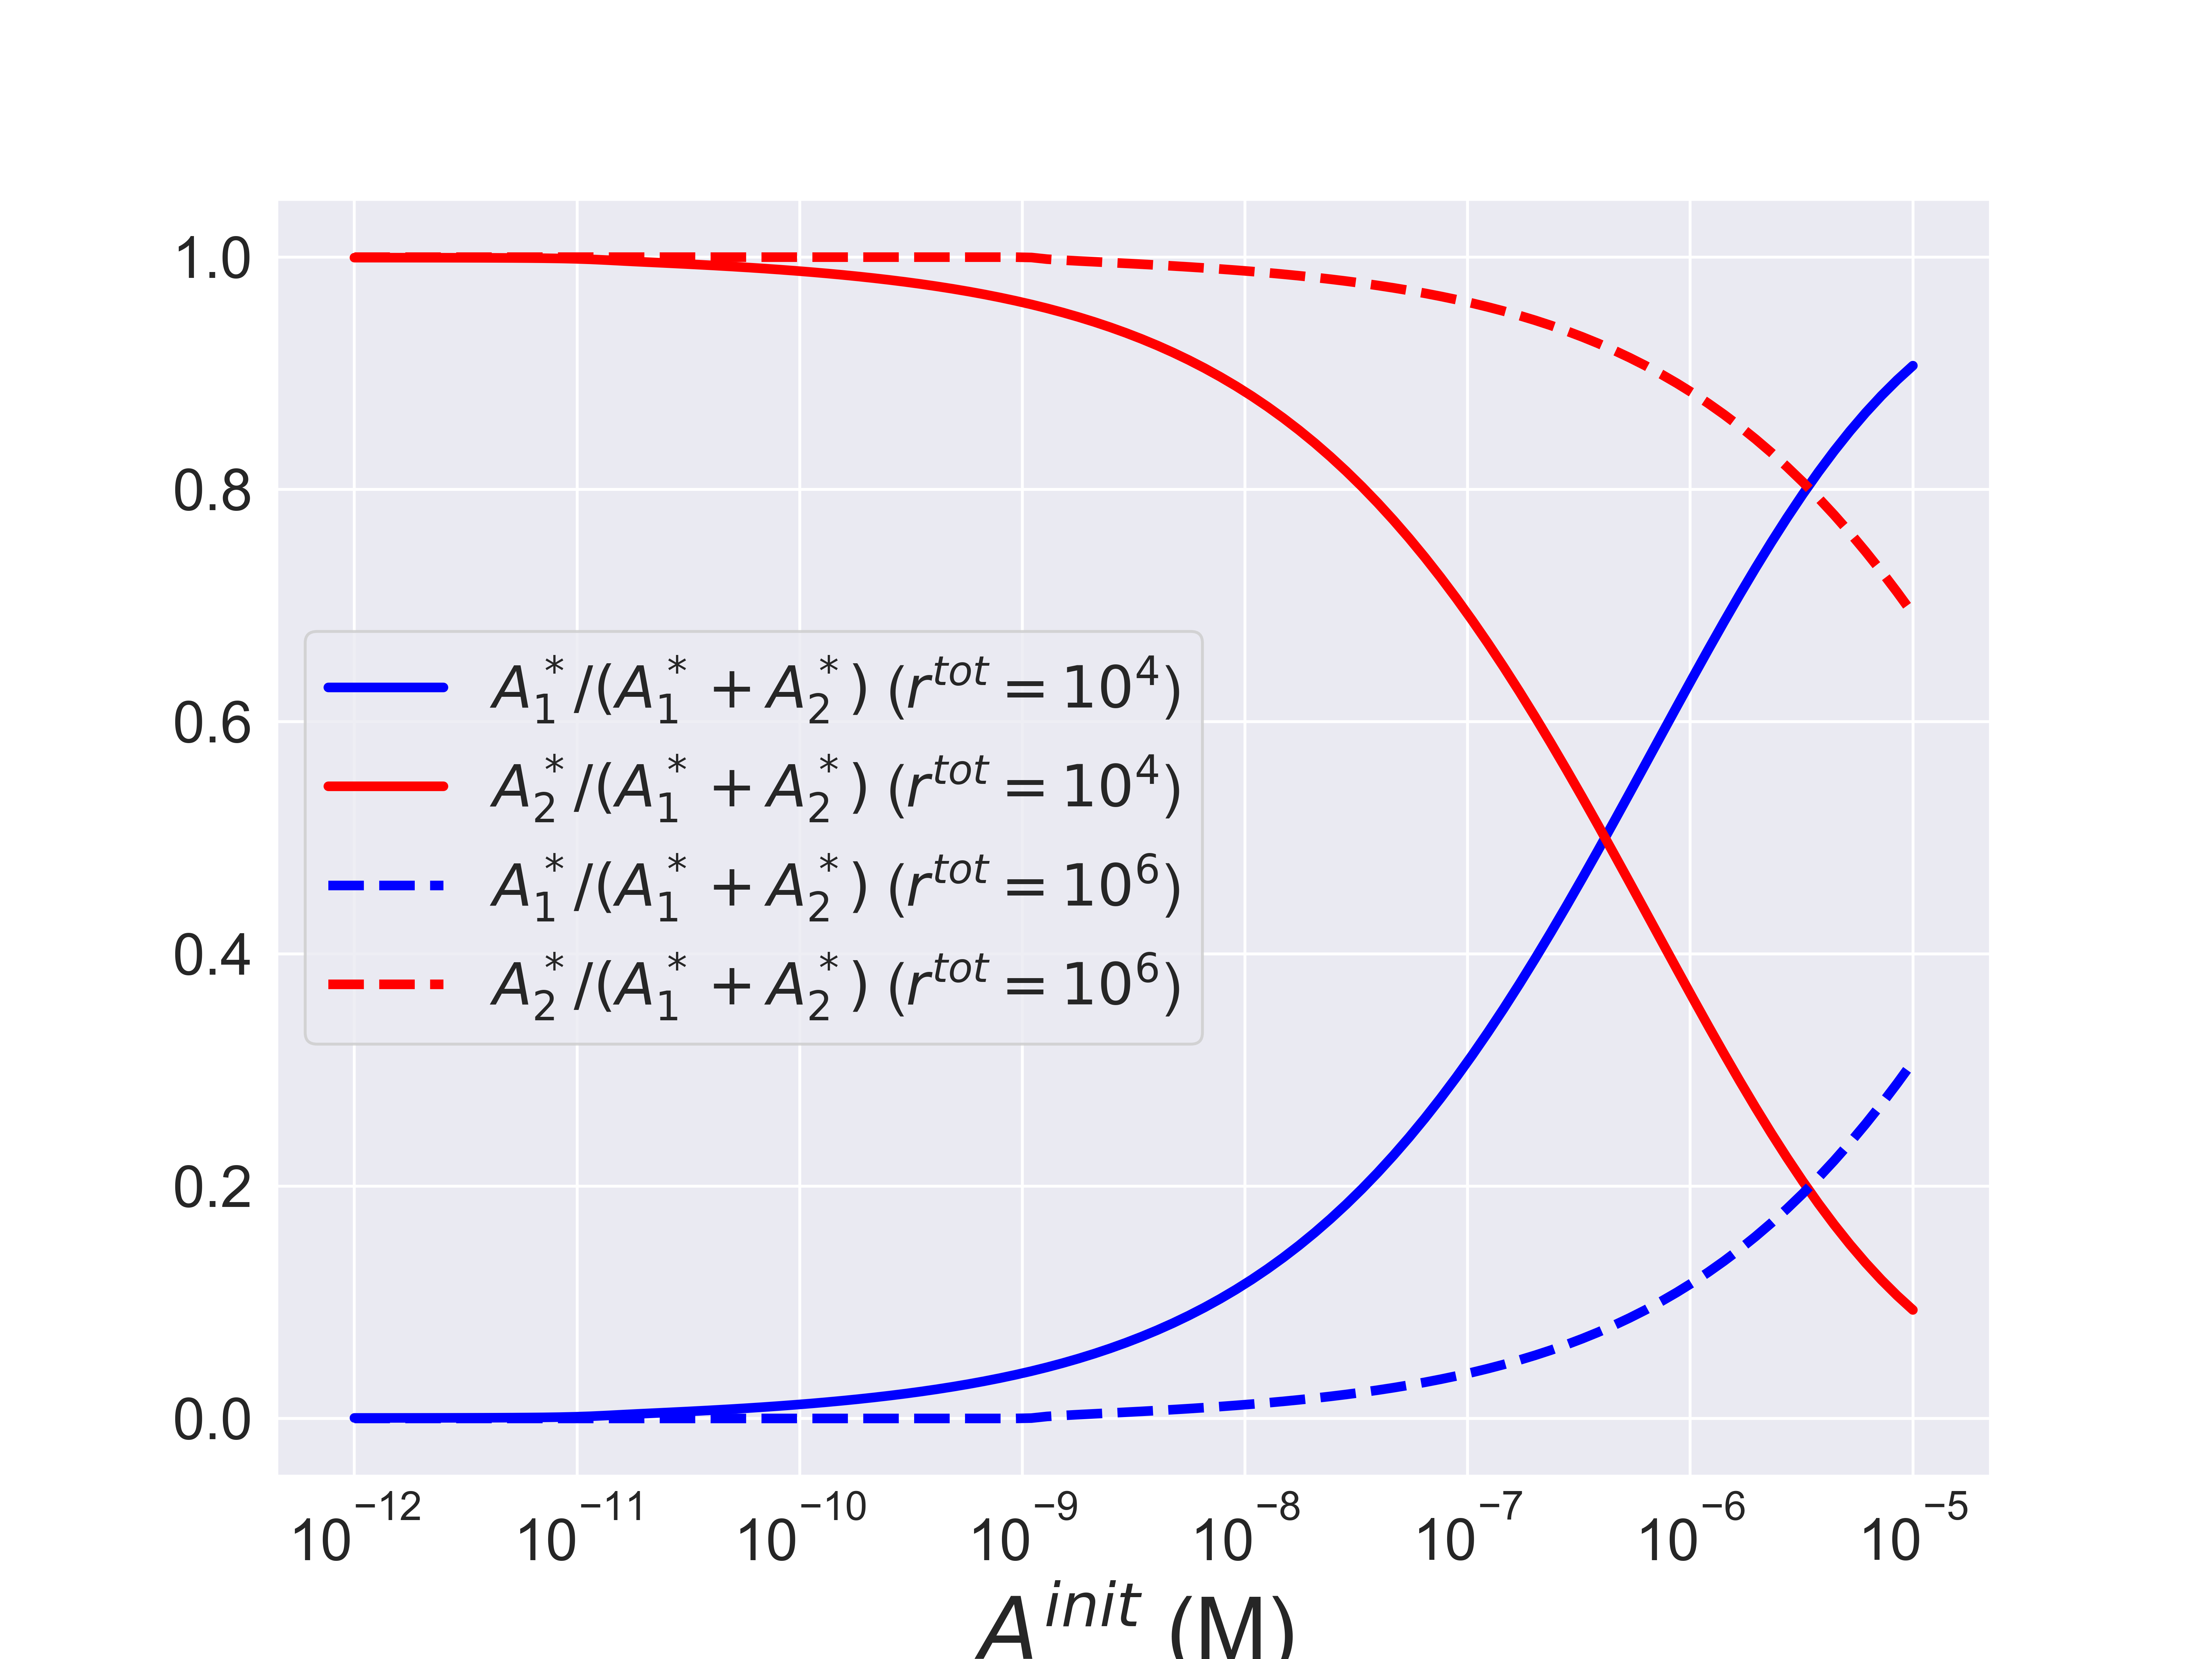 1.0
0.8
0.6
0.4
0.2
0.0
A₁*/(A₁* + A₂*) (r^{tot} = 10⁴)
A₂*/(A₁* + A₂*) (r^{tot} = 10⁴)
A₁*/(A₁* + A₂*) (r^{tot} = 10⁶)
A₂*/(A₁* + A₂*) (r^{tot} = 10⁶)
10⁻¹² 10⁻¹¹ 10⁻¹⁰ 10⁻⁹ 10⁻⁸ 10⁻⁷ 10⁻⁶ 10⁻⁵
A^{init} (M)